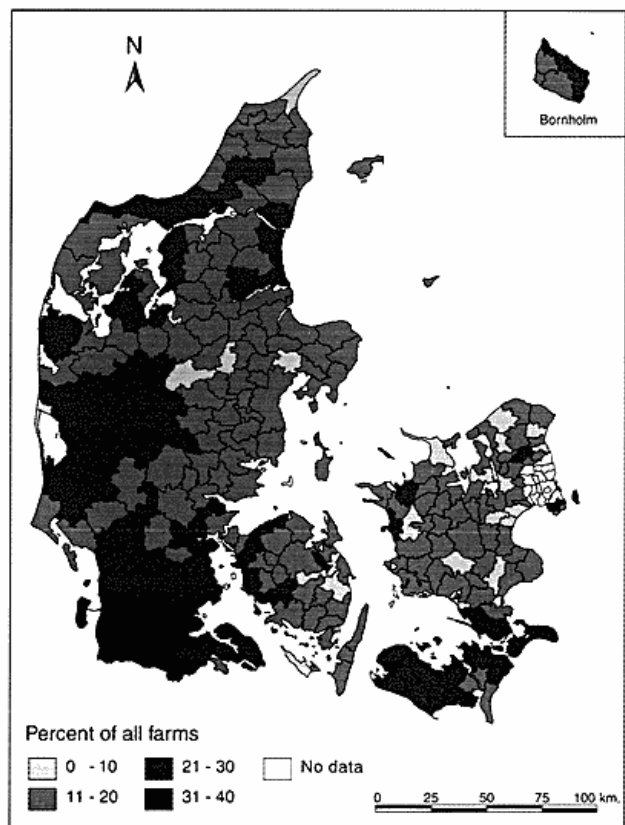 N
Bornholm
Percent of all farms
0 - 10
21 - 30
No data
11 - 20
31 - 40
0 25 50 75 100 km,